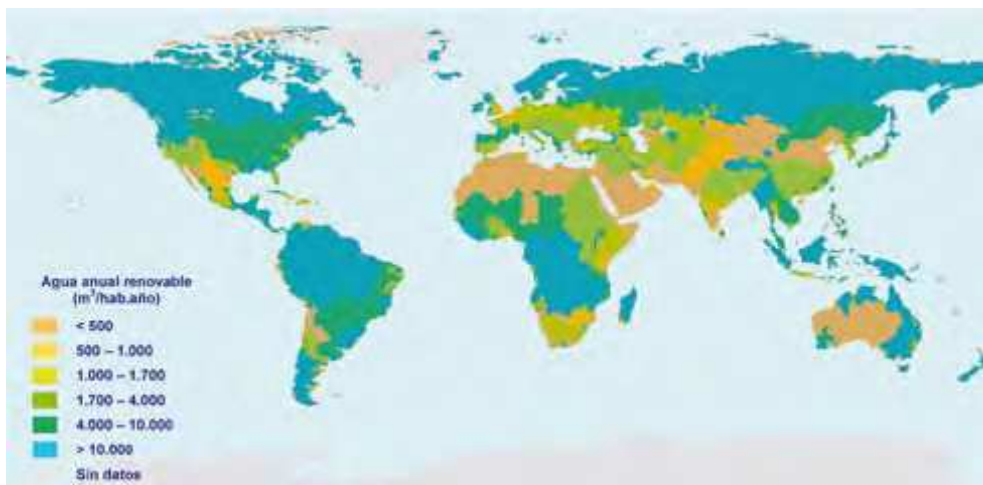 Agua anual renovable
(m³/hab.año)
< 500
500 – 1.000
1.000 – 1.700
1.700 – 4.000
4.000 – 10.000
> 10.000
Sin datos